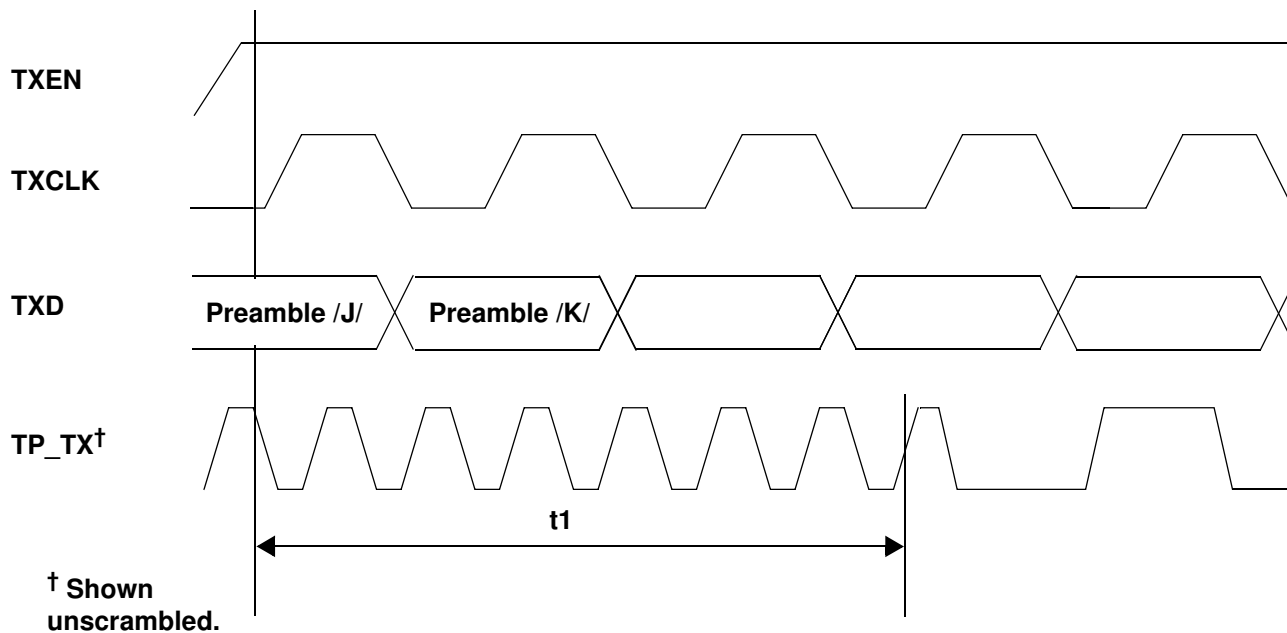 TXEN
TXCLK
TXD
Preamble /J/
Preamble /K/
TP_TX†
t1
† Shown
unscrambled.